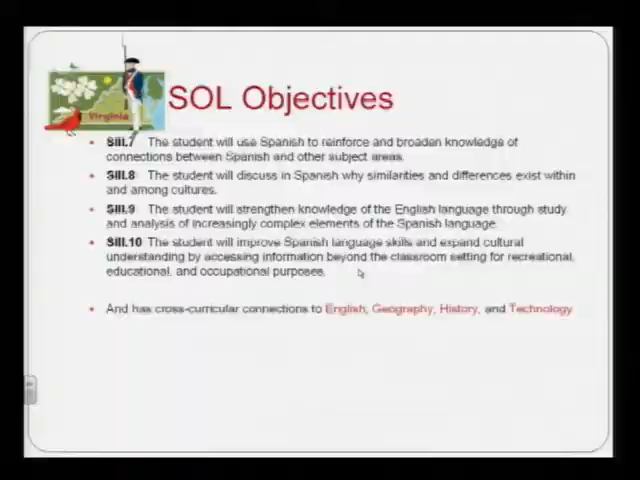 Virginia
SOL Objectives
SIII.7 The student will use Spanish to reinforce and broaden knowledge of
connections between Spanish and other subject areas.
SIII.8 The student will discuss in Spanish why similarities and differences exist within
and among cultures.
SIII.9 The student will strengthen knowledge of the English language through study
and analysis of increasingly complex elements of the Spanish language.
SIII.10 The student will improve Spanish language skills and expand cultural
understanding by accessing information beyond the classroom setting for recreational,
educational, and occupational purposes.
And has cross-curricular connections to English, Geography, History, and Technology